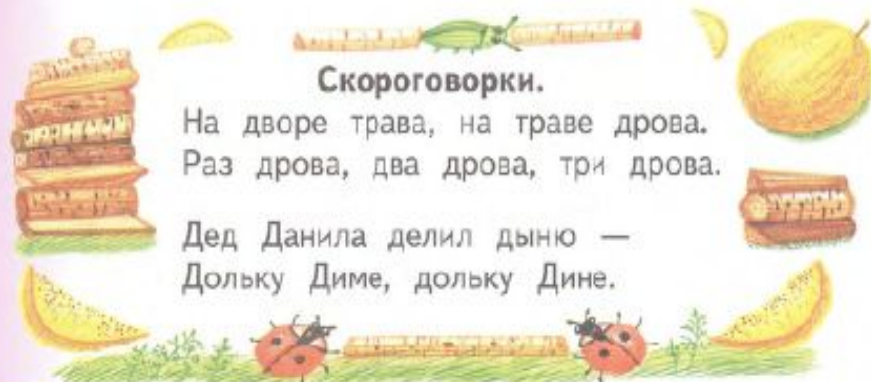 Скороговорки.
На дворе трава, на траве дрова.
Раз дрова, два дрова, три дрова.
Дед Данила делил дыню —
Дольку Диме, дольку Дине.